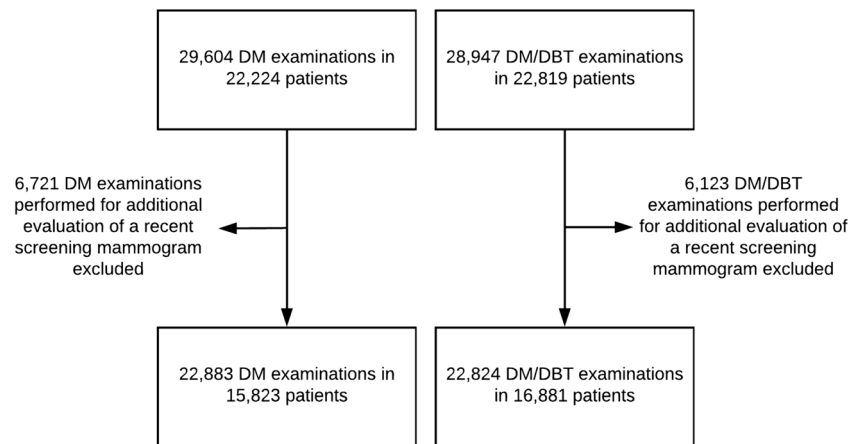 29,604 DM examinations in
22,224 patients
28,947 DM/DBT examinations
in 22,819 patients
6,721 DM examinations
performed for additional
evaluation of a recent
screening mammogram
excluded
6,123 DM/DBT
examinations performed
for additional evaluation of
a recent screening
mammogram excluded
22,883 DM examinations in
15,823 patients
22,824 DM/DBT examinations
in 16,881 patients